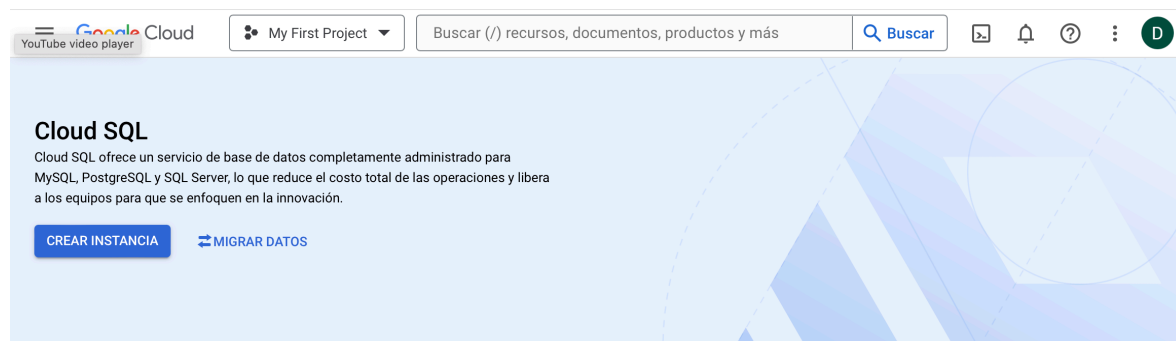 Google Cloud
YouTube video player
My First Project
Buscar (/) recursos, documentos, productos y más
Buscar
D
Cloud SQL
Cloud SQL ofrece un servicio de base de datos completamente administrado para
MySQL, PostgreSQL y SQL Server, lo que reduce el costo total de las operaciones y libera
a los equipos para que se enfoquen en la innovación.
CREAR INSTANCIA
MIGRAR DATOS